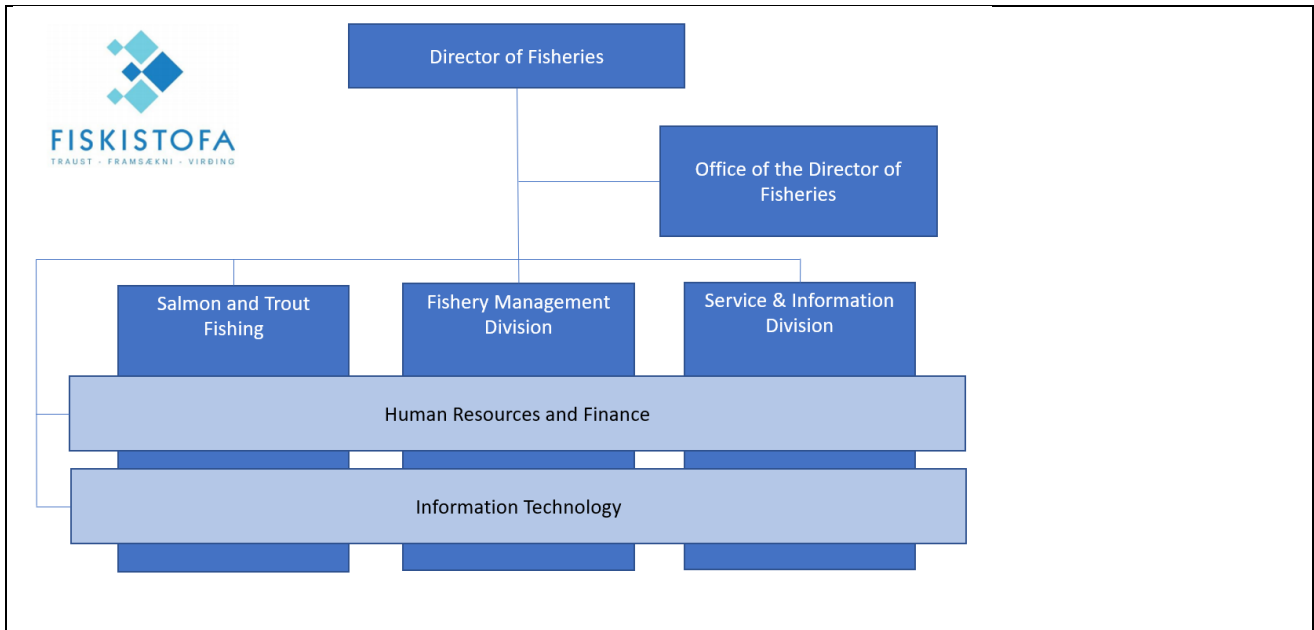 Director of Fisheries
FISKISTOFA
TRAUST - FRAMSÆKNI - VIRÐING
Office of the Director of
Fisheries
Salmon and Trout
Fishing
Fishery Management
Division
Service & Information
Division
Human Resources and Finance
Information Technology